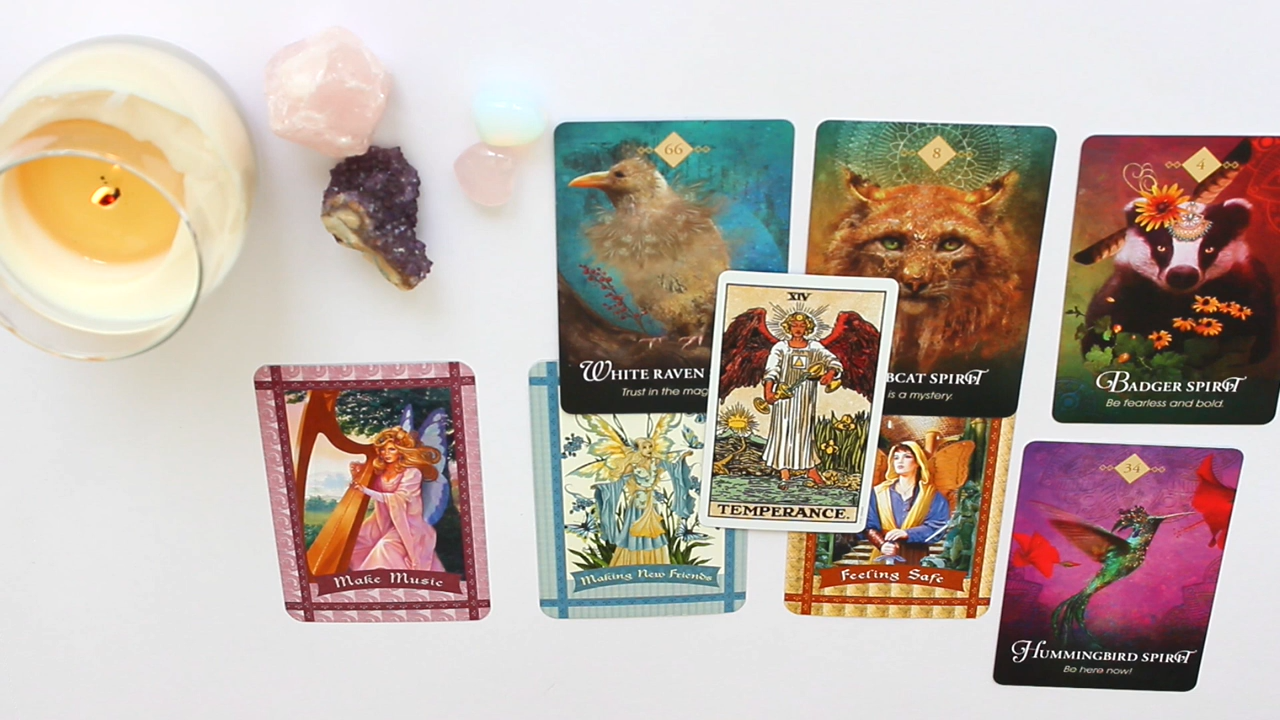 66
WHITE RAVEN
Trust in the mag
8
BCAT SPIRIT
is a mystery.
4
BADGER SPIRIT
Be fearless and bold.
XIV
TEMPERANCE.
Make Music
Making New Friends
Feeling Safe
34
HUMMINGBIRD SPIRIT
Be here now!